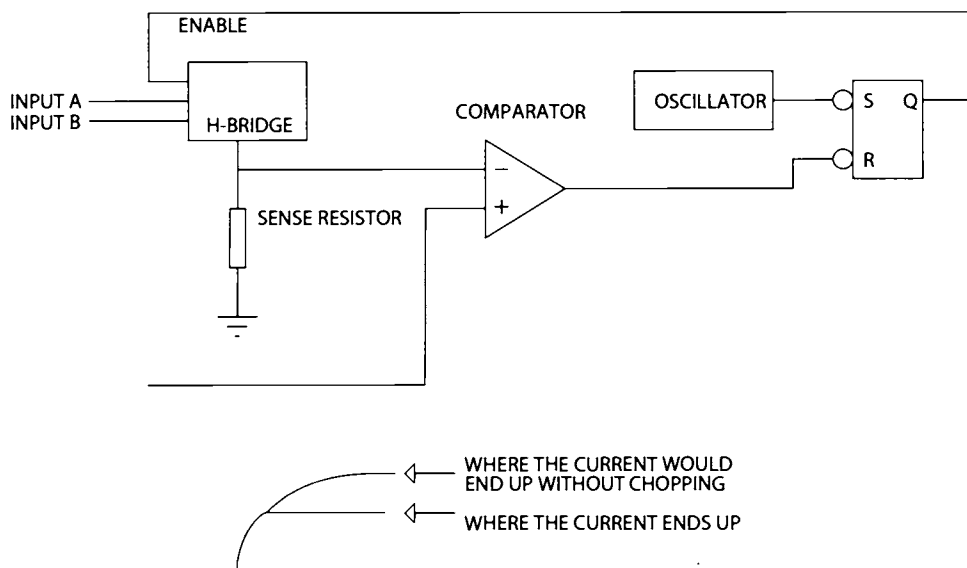 ENABLE
INPUT A
INPUT B
H-BRIDGE
COMPARATOR
OSCILLATOR
S
Q
R
−
+
SENSE RESISTOR
WHERE THE CURRENT WOULD
END UP WITHOUT CHOPPING
WHERE THE CURRENT ENDS UP